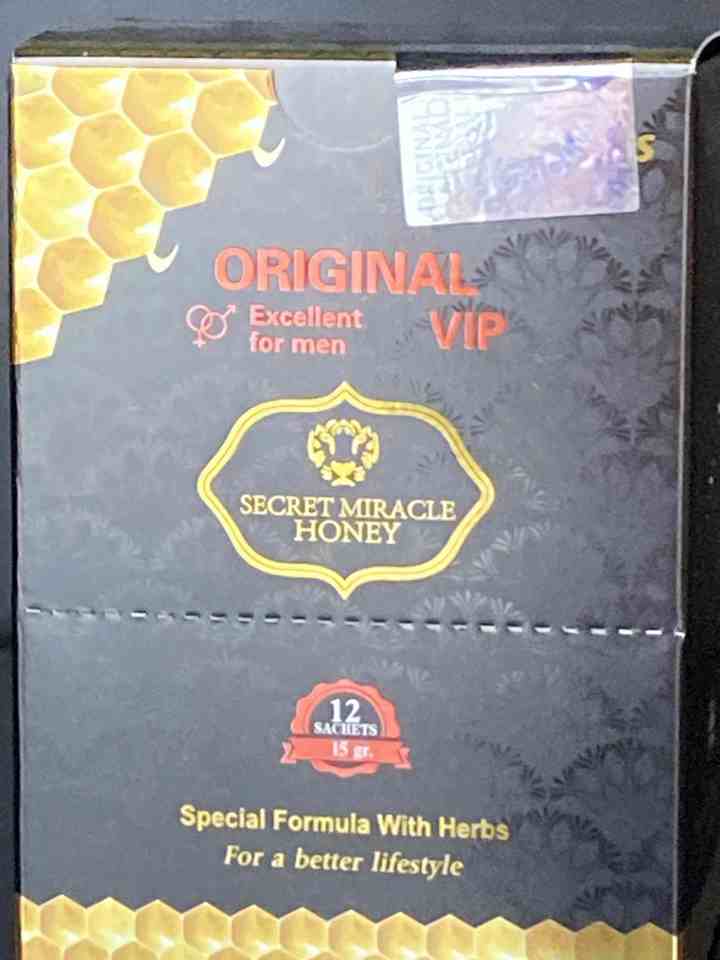 ORIGINAL
ORIGINAL
VIP
Excellent
for men
SECRET MIRACLE
HONEY
12
SACHETS
15 gr.
Special Formula With Herbs
For a better lifestyle